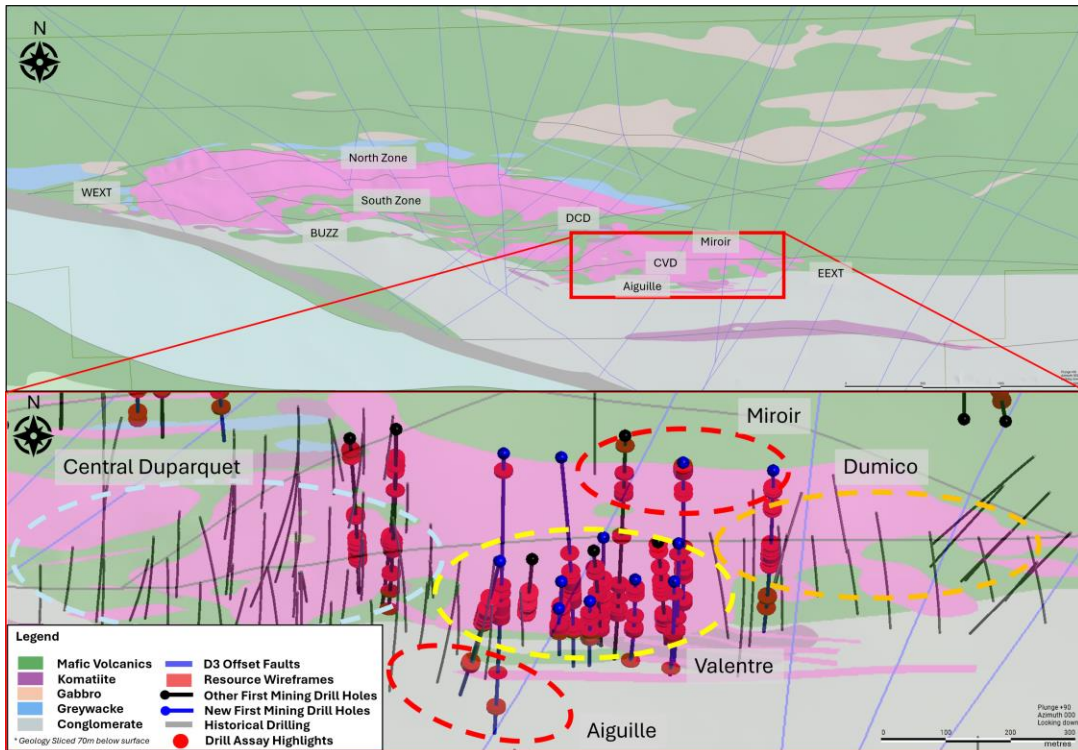 N
North Zone
WEXT
South Zone
BUZZ
DCD
Miroir
CVD
EEXT
Aiguille
N
Miroir
Central Duparquet
Dumico
Valentre
Aiguille
Legend
Mafic Volcanics
Komatiite
Gabbro
Greywacke
Conglomerate
D3 Offset Faults
Resource Wireframes
Other First Mining Drill Holes
New First Mining Drill Holes
Historical Drilling
Drill Assay Highlights
* Geology Sliced 70m below surface
Plunge +90
Azimuth 000
Looking down
0 100 200 300
metres